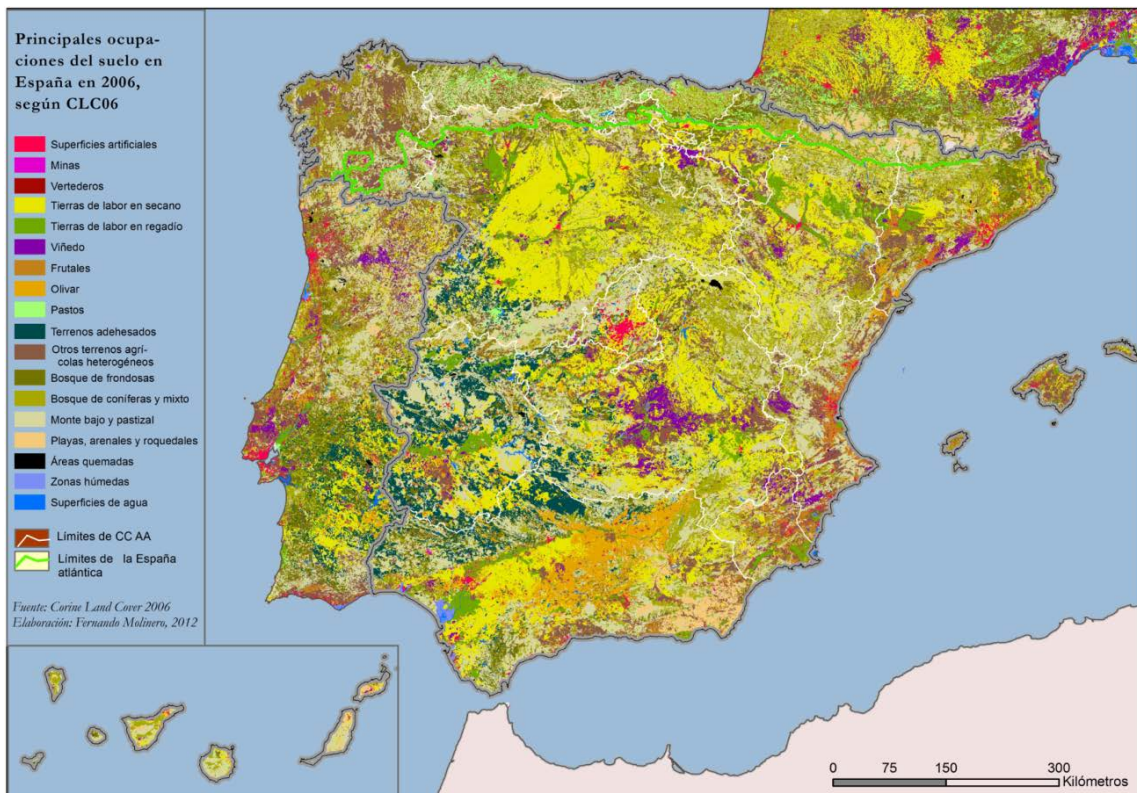 Principales ocupa-
ciones del suelo en
España en 2006,
según CLC06
Superficies artificiales
Minas
Vertederos
Tierras de labor en secano
Tierras de labor en regadío
Viñedo
Frutales
Olivar
Pastos
Terrenos adehesados
Otros terrenos agrí-
colas heterogéneos
Bosque de frondosas
Bosque de coníferas y mixto
Monte bajo y pastizal
Playas, arenales y roquedales
Áreas quemadas
Zonas húmedas
Superficies de agua
Límites de CC AA
Límites de la España
atlántica
Fuente: Corine Land Cover 2006
Elaboración: Fernando Molinero, 2012
0 75 150 300
Kilómetros